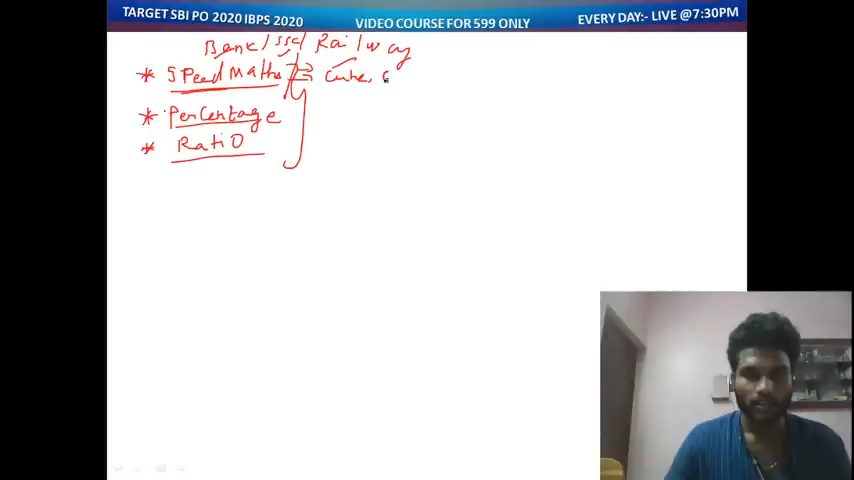 TARGET SBI PO 2020 IBPS 2020
VIDEO COURSE FOR 599 ONLY
EVERY DAY:- LIVE @7:30PM
Bank/SSC/Railway
* Speed Maths ⇒ Cube,
* Percentage
* Ratio